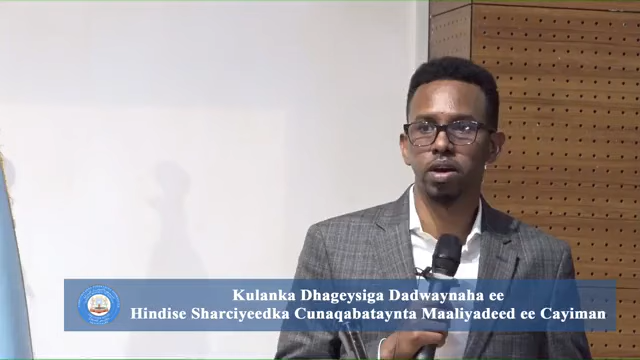 Kulanka Dhageysiga Dadwaynaha ee
Hindise Sharciyeedka Cunaqabataynta Maaliyadeed ee Cayiman